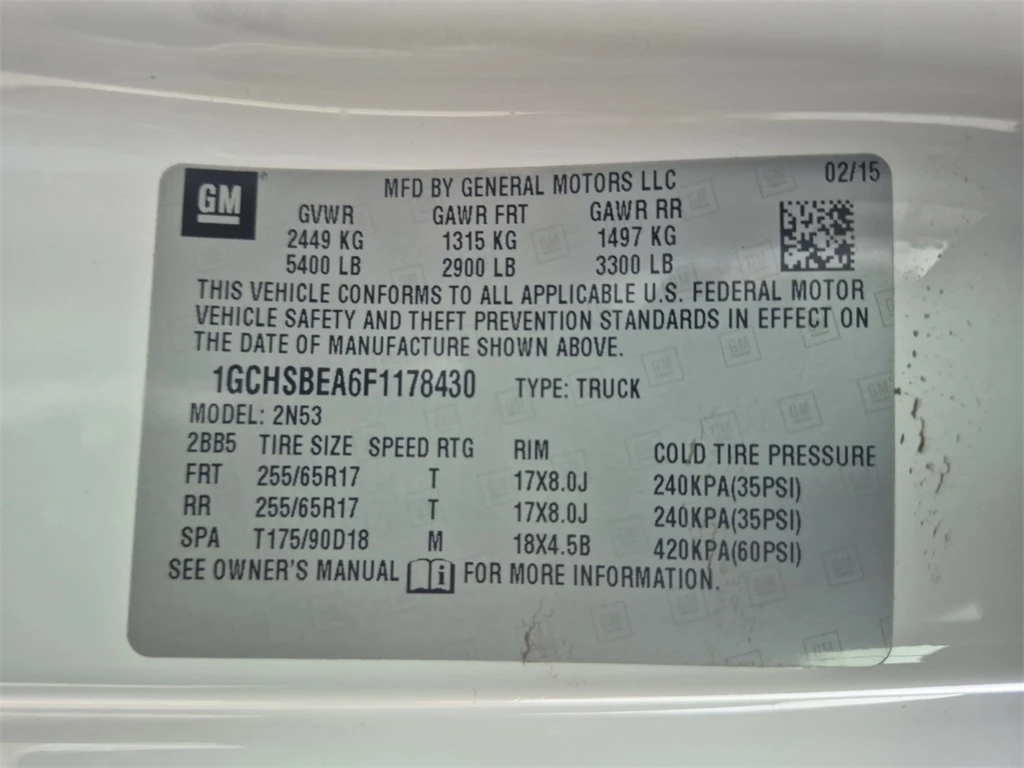 GM
MFD BY GENERAL MOTORS LLC 02/15
GVWR GAWR FRT GAWR RR
2449 KG 1315 KG 1497 KG
5400 LB 2900 LB 3300 LB
THIS VEHICLE CONFORMS TO ALL APPLICABLE U.S. FEDERAL MOTOR
VEHICLE SAFETY AND THEFT PREVENTION STANDARDS IN EFFECT ON
THE DATE OF MANUFACTURE SHOWN ABOVE.
1GCHSBEA6F1178430 TYPE: TRUCK
MODEL: 2N53
2BB5 TIRE SIZE SPEED RTG RIM COLD TIRE PRESSURE
FRT 255/65R17 T 17X8.0J 240KPA(35PSI)
RR 255/65R17 T 17X8.0J 240KPA(35PSI)
SPA T175/90D18 M 18X4.5B 420KPA(60PSI)
SEE OWNER'S MANUAL i FOR MORE INFORMATION.